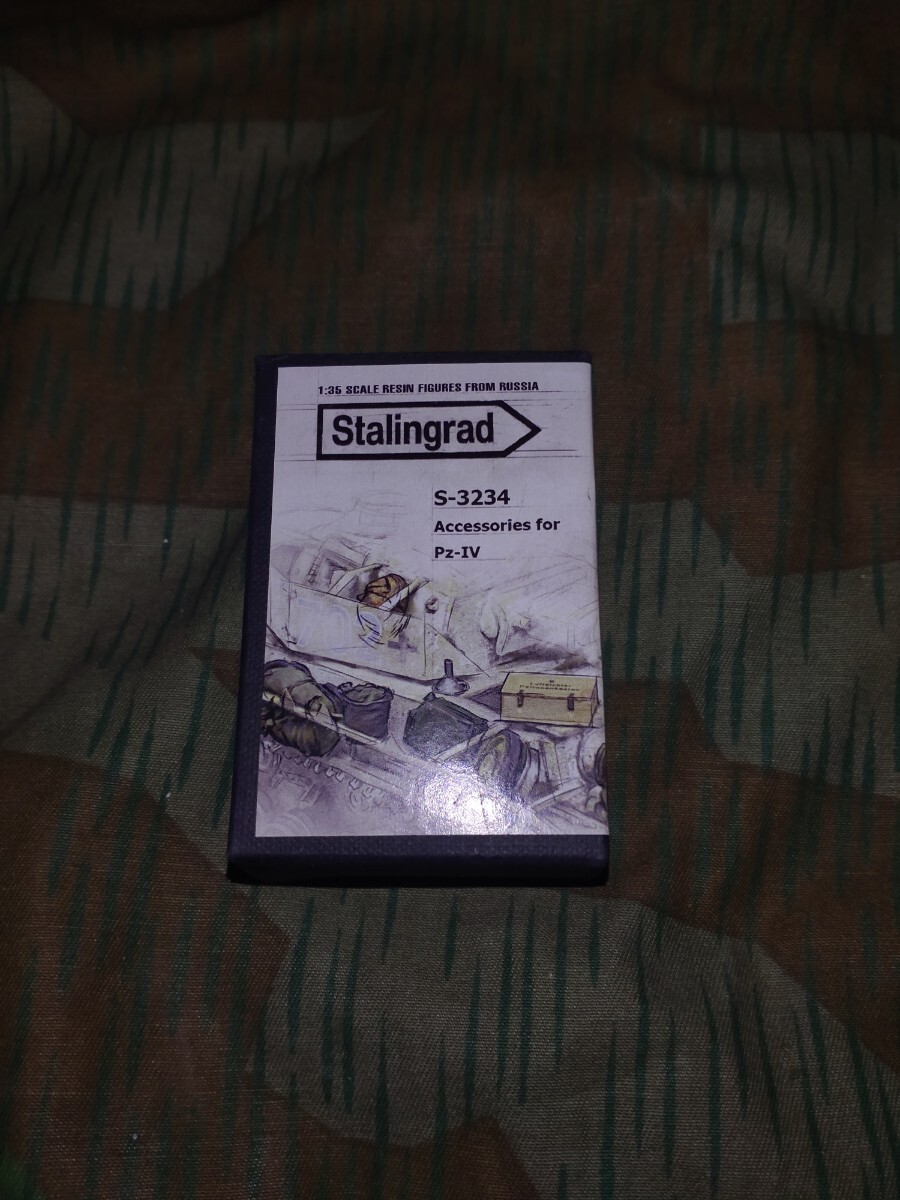 1:35 SCALE RESIN FIGURES FROM RUSSIA
Stalingrad
S-3234
Accessories for
Pz-IV